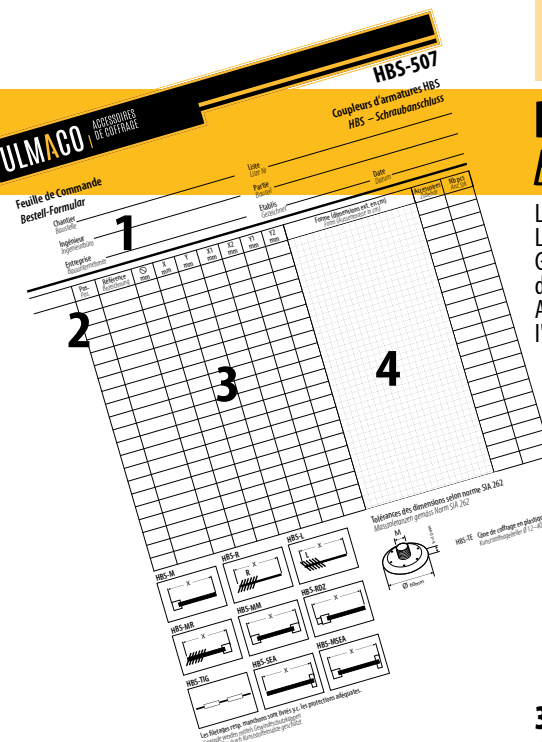 HBS-507
ULMACO ACCESSOIRES DE COFFRAGE
Coupleurs d'armatures HBS
HBS – Schraubanschluss
Feuille de Commande
Bestell-Formular
Chantier
Baustelle
Ingénieur
Ingenieurbüro
Entreprise
Bauunternehmer
Liste
Liste Nr
Partie
Bauteil
Etablis
Gezeichnet
Date
Datum
1
Pos.
Pos.
Référence
Bezeichnung
mm
X
mm
Y
mm
X1
mm
X2
mm
Y1
mm
Y2
mm
Forme (dimensions ext. en cm)
Form (Aussenmass in cm)
Accessoires
Zubehör
Nb pcs
Anz. Stk
2
3
4
Tolérances des dimensions selon norme SIA 262
Masstoleranzen gemäss Norm SIA 262
M
Ø 60mm
HBS-TE Cône de coffrage en plastique
HBS-M
X
HBS-R
X
R
HBS-L
X
L
HBS-MR
X
HBS-MM
X
HBS-RDZ
X
HBS-TIG
HBS-SEA
X
HBS-MSEA
X
Les filetages resp. manchons sont livrés y.c. les protections adéquates.
L
L
G
d
A
l'
3